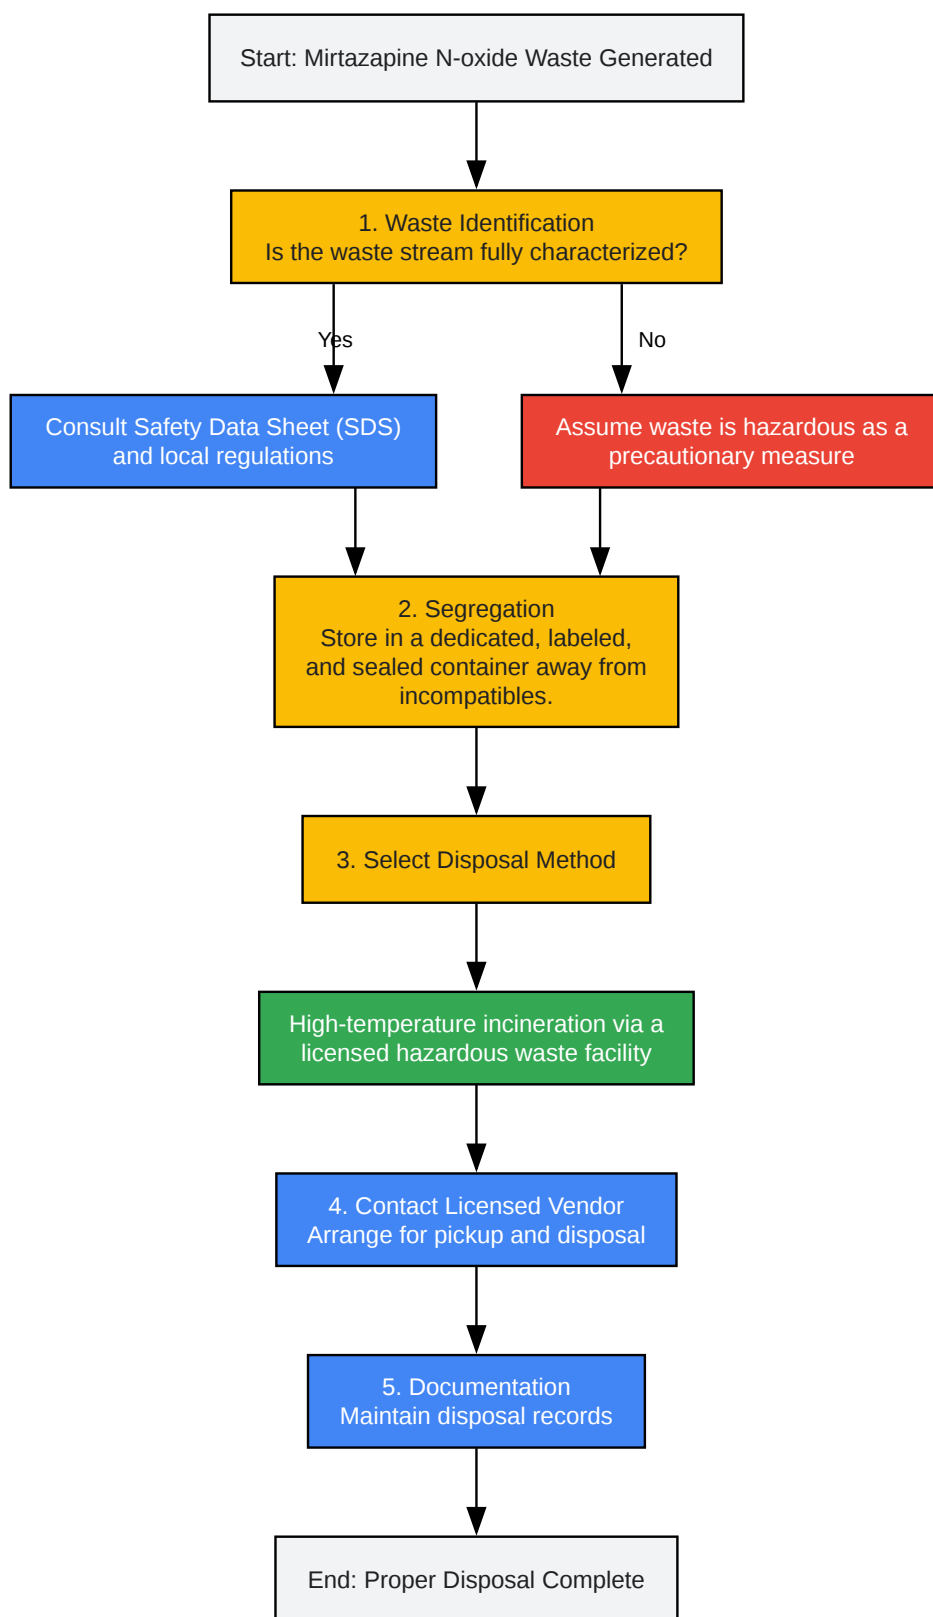 Start: Mirtazapine N-oxide Waste Generated
1. Waste Identification
Is the waste stream fully characterized?
Yes
No
Consult Safety Data Sheet (SDS)
and local regulations
Assume waste is hazardous as a
precautionary measure
2. Segregation
Store in a dedicated, labeled,
and sealed container away from
incompatibles.
3. Select Disposal Method
High-temperature incineration via a
licensed hazardous waste facility
4. Contact Licensed Vendor
Arrange for pickup and disposal
5. Documentation
Maintain disposal records
End: Proper Disposal Complete